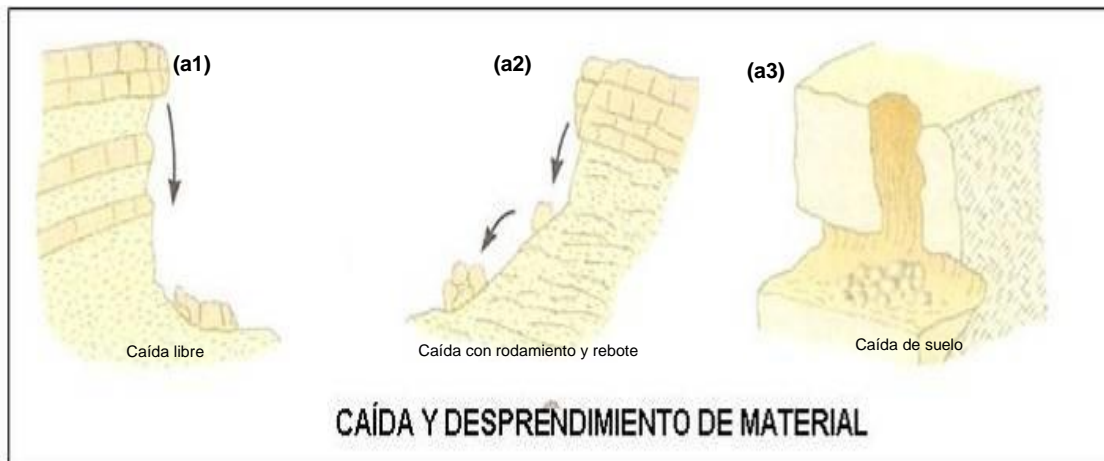 (a1)
(a2)
(a3)
Caída libre
Caída con rodamiento y rebote
Caída de suelo
CAÍDA Y DESPRENDIMIENTO DE MATERIAL